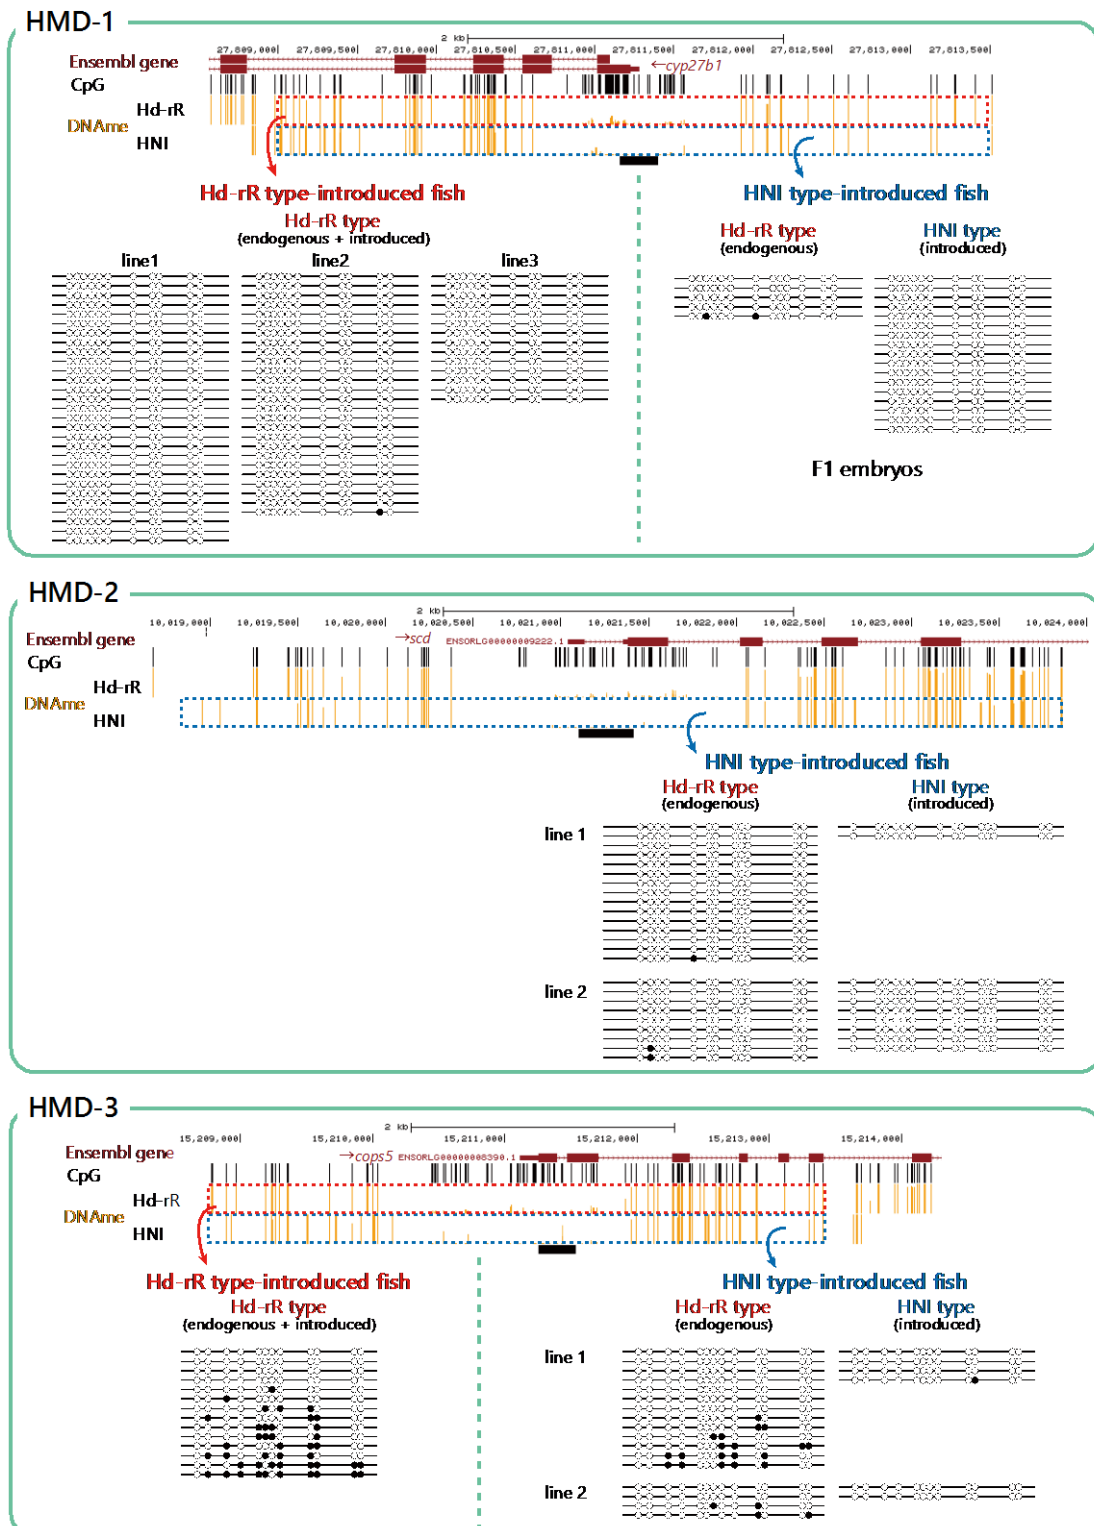 HMD-1
2 kb
27,809,000 27,809,500 27,810,000 27,810,500 27,811,000 27,811,500 27,812,000 27,812,500 27,813,000 27,813,500
Ensembl gene
←cyp27b1
CpG
Hd-rR
DNAme
HNI
Hd-rR type-introduced fish
HNI type-introduced fish
Hd-rR type
(endogenous + introduced)
Hd-rR type
(endogenous)
HNI type
(introduced)
line1 line2 line3
F1 embryos
HMD-2
2 kb
10,019,000 10,019,500 10,020,000 10,020,500 10,021,000 10,021,500 10,022,000 10,022,500 10,023,000 10,023,500 10,024,000
Ensembl gene
→scd ENSORLG00000009222.1
CpG
Hd-rR
DNAme
HNI
HNI type-introduced fish
Hd-rR type
(endogenous)
HNI type
(introduced)
line 1
line 2
HMD-3
2 kb
15,209,000 15,210,000 15,211,000 15,212,000 15,213,000 15,214,000
Ensembl gene
→cops5 ENSORLG00000008390.1
CpG
Hd-rR
DNAme
HNI
Hd-rR type-introduced fish
HNI type-introduced fish
Hd-rR type
(endogenous + introduced)
Hd-rR type
(endogenous)
HNI type
(introduced)
line 1
line 2